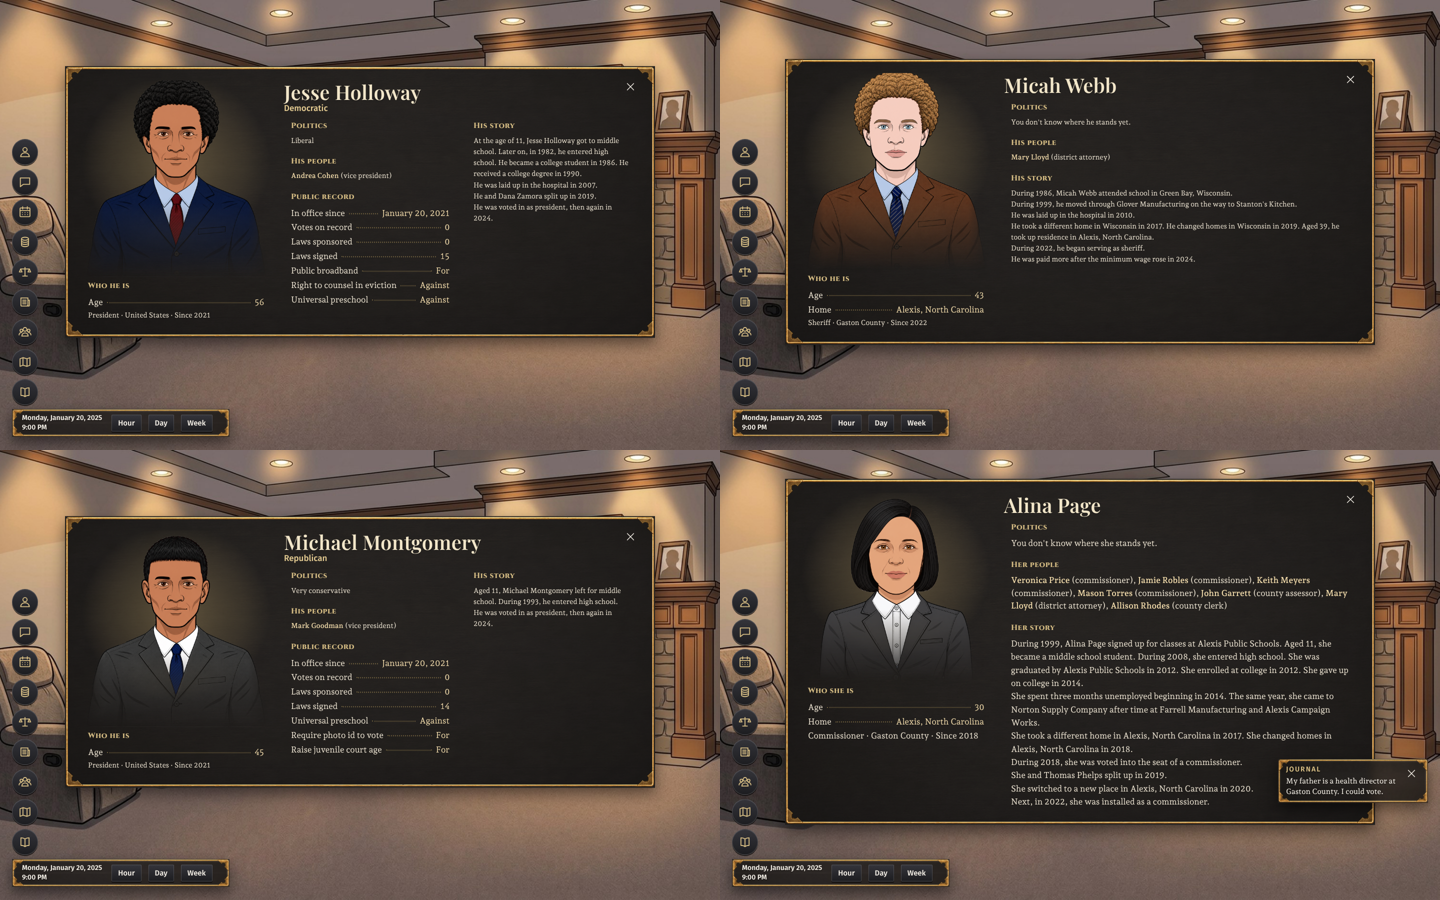 Jesse Holloway
Democratic
Politics
Liberal
His people
Andrea Cohen (vice president)
Public record
In office since January 20, 2021
Votes on record 0
Laws sponsored 0
Laws signed 15
Public broadband For
Right to counsel in eviction Against
Universal preschool Against
His story
At the age of 11, Jesse Holloway got to middle
school. Later on, in 1982, he entered high
school. He became a college student in 1986. He
received a college degree in 1990.
He was laid up in the hospital in 2007.
He and Dana Zamora split up in 2019.
He was voted in as president, then again in
2024.
Who he is
Age 56
President · United States · Since 2021
Monday, January 20, 2025
9:00 PM
Hour
Day
Week
Micah Webb
Politics
You don't know where he stands yet.
His people
Mary Lloyd (district attorney)
His story
During 1986, Micah Webb attended school in Green Bay, Wisconsin.
During 1999, he moved through Glover Manufacturing on the way to Stanton's Kitchen.
He was laid up in the hospital in 2010.
He took a different home in Wisconsin in 2017. He changed homes in Wisconsin in 2019. Aged 39, he
took up residence in Alexis, North Carolina.
During 2022, he began serving as sheriff.
He was paid more after the minimum wage rose in 2024.
Who he is
Age 43
Home Alexis, North Carolina
Sheriff · Gaston County · Since 2022
Monday, January 20, 2025
9:00 PM
Hour
Day
Week
Michael Montgomery
Republican
Politics
Very conservative
His people
Mark Goodman (vice president)
Public record
In office since January 20, 2021
Votes on record 0
Laws sponsored 0
Laws signed 14
Universal preschool Against
Require photo id to vote For
Raise juvenile court age For
His story
Aged 11, Michael Montgomery left for middle
school. During 1993, he entered high school.
He was voted in as president, then again in
2024.
Who he is
Age 45
President · United States · Since 2021
Monday, January 20, 2025
9:00 PM
Hour
Day
Week
Alina Page
Politics
You don't know where she stands yet.
Her people
Veronica Price (commissioner), Jamie Robles (commissioner), Keith Meyers
(commissioner), Mason Torres (commissioner), John Garrett (county assessor), Mary
Lloyd (district attorney), Allison Rhodes (county clerk)
Her story
During 1999, Alina Page signed up for classes at Alexis Public Schools. Aged 11, she
became a middle school student. During 2008, she entered high school. She was
graduated by Alexis Public Schools in 2012. She enrolled at college in 2012. She gave up
on college in 2014.
She spent three months unemployed beginning in 2014. The same year, she came to
Norton Supply Company after time at Farrell Manufacturing and Alexis Campaign
Works.
She took a different home in Alexis, North Carolina in 2017. She changed homes in
Alexis, North Carolina in 2018.
During 2018, she was voted into the seat of a commissioner.
She and Thomas Phelps split up in 2019.
She switched to a new place in Alexis, North Carolina in 2020.
Next, in 2022, she was installed as a commissioner.
Who she is
Age 30
Home Alexis, North Carolina
Commissioner · Gaston County · Since 2018
Journal
My father is a health director at
Gaston County. I could vote.
Monday, January 20, 2025
9:00 PM
Hour
Day
Week